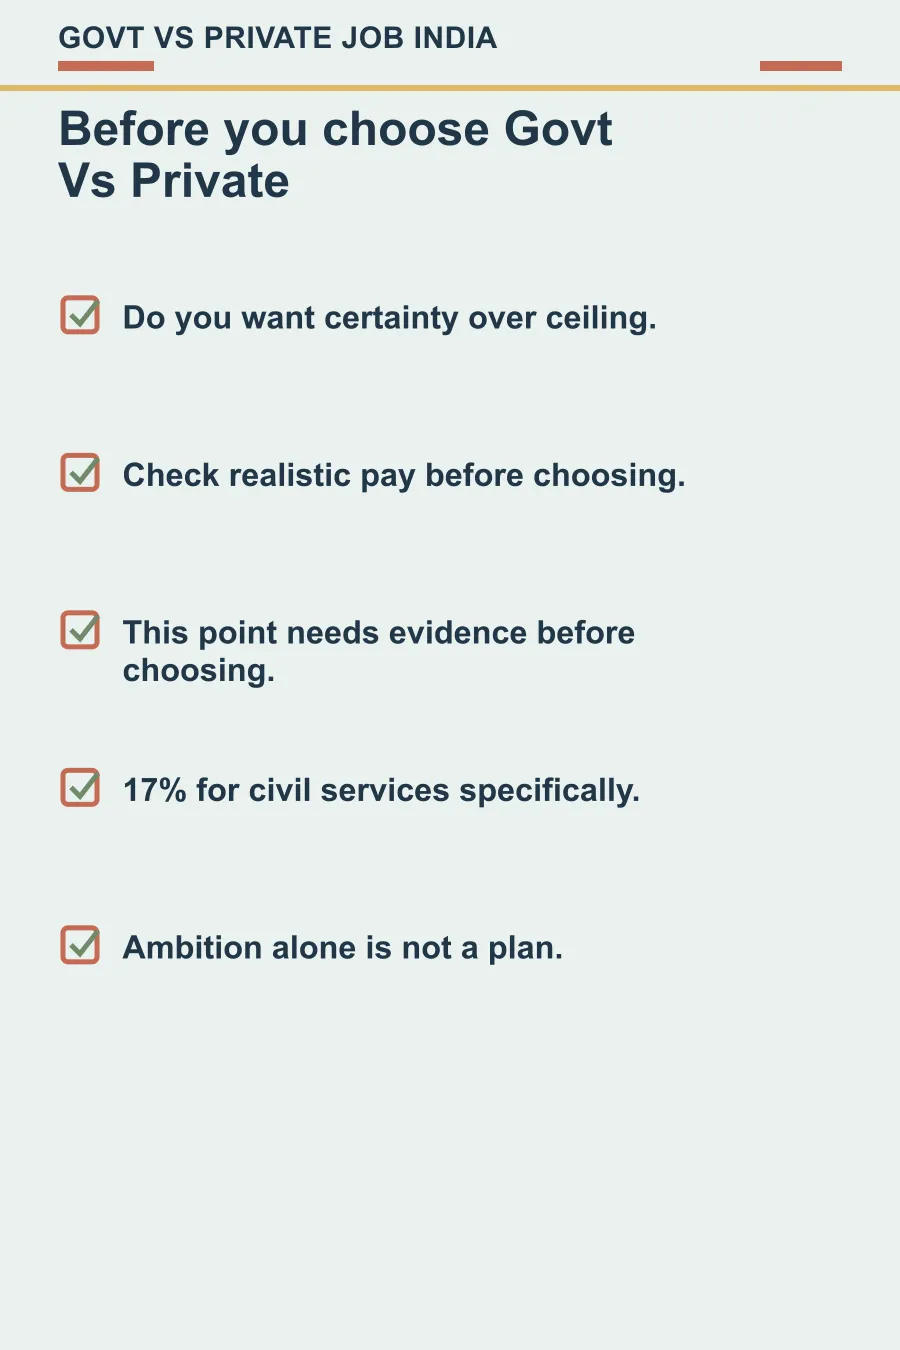 GOVT VS PRIVATE JOB INDIA
Before you choose Govt
Vs Private
Do you want certainty over ceiling.
Check realistic pay before choosing.
This point needs evidence before
choosing.
17% for civil services specifically.
Ambition alone is not a plan.